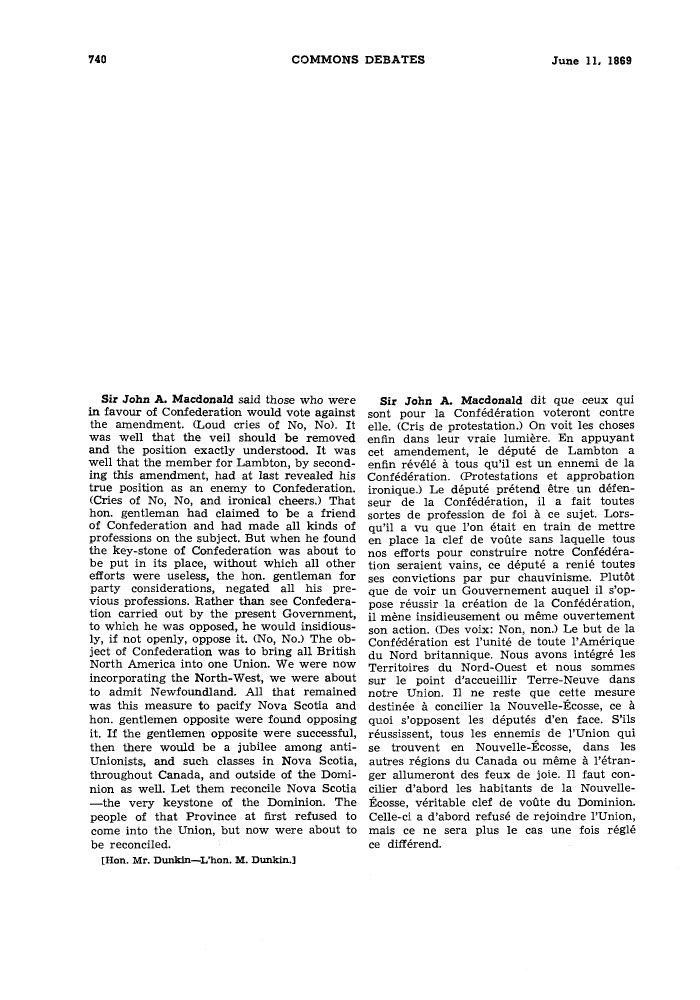 740
COMMONS DEBATES
June 11, 1869
Sir John A. Macdonald said those who were
in favour of Confederation would vote against
the amendment. (Loud cries of No, No). It
was well that the veil should be removed
and the position exactly understood. It was
well that the member for Lambton, by second-
ing this amendment, had at last revealed his
true position as an enemy to Confederation.
(Cries of No, No, and ironical cheers.) That
hon. gentleman had claimed to be a friend
of Confederation and had made all kinds of
professions on the subject. But when he found
the key-stone of Confederation was about to
be put in its place, without which all other
efforts were useless, the hon. gentleman for
party considerations, negated all his pre-
vious professions. Rather than see Confedera-
tion carried out by the present Government,
to which he was opposed, he would insidious-
ly, if not openly, oppose it. (No, No.) The ob-
ject of Confederation was to bring all British
North America into one Union. We were now
incorporating the North-West, we were about
to admit Newfoundland. All that remained
was this measure to pacify Nova Scotia and
hon. gentlemen opposite were found opposing
it. If the gentlemen opposite were successful,
then there would be a jubilee among anti-
Unionists, and such classes in Nova Scotia,
throughout Canada, and outside of the Domi-
nion as well. Let them reconcile Nova Scotia
—the very keystone of the Dominion. The
people of that Province at first refused to
come into the Union, but now were about to
be reconciled.
[Hon. Mr. Dunkin—L'hon. M. Dunkin.]
Sir John A. Macdonald dit que ceux qui
sont pour la Confédération voteront contre
elle. (Cris de protestation.) On voit les choses
enfin dans leur vraie lumière. En appuyant
cet amendement, le député de Lambton a
enfin révélé à tous qu'il est un ennemi de la
Confédération. (Protestations et approbation
ironique.) Le député prétend être un défen-
seur de la Confédération, il a fait toutes
sortes de profession de foi à ce sujet. Lors-
qu'il a vu que l'on était en train de mettre
en place la clef de voûte sans laquelle tous
nos efforts pour construire notre Confédéra-
tion seraient vains, ce député a renié toutes
ses convictions par pur chauvinisme. Plutôt
que de voir un Gouvernement auquel il s'op-
pose réussir la création de la Confédération,
il mène insidieusement ou même ouvertement
son action. (Des voix: Non, non.) Le but de la
Confédération est l'unité de toute l'Amérique
du Nord britannique. Nous avons intégré les
Territoires du Nord-Ouest et nous sommes
sur le point d'accueillir Terre-Neuve dans
notre Union. Il ne reste que cette mesure
destinée à concilier la Nouvelle-Écosse, ce à
quoi s'opposent les députés d'en face. S'ils
réussissent, tous les ennemis de l'Union qui
se trouvent en Nouvelle-Écosse, dans les
autres régions du Canada ou même à l'étran-
ger allumeront des feux de joie. Il faut con-
cilier d'abord les habitants de la Nouvelle-
Écosse, véritable clef de voûte du Dominion.
Celle-ci a d'abord refusé de rejoindre l'Union,
mais ce ne sera plus le cas une fois réglé
ce différend.